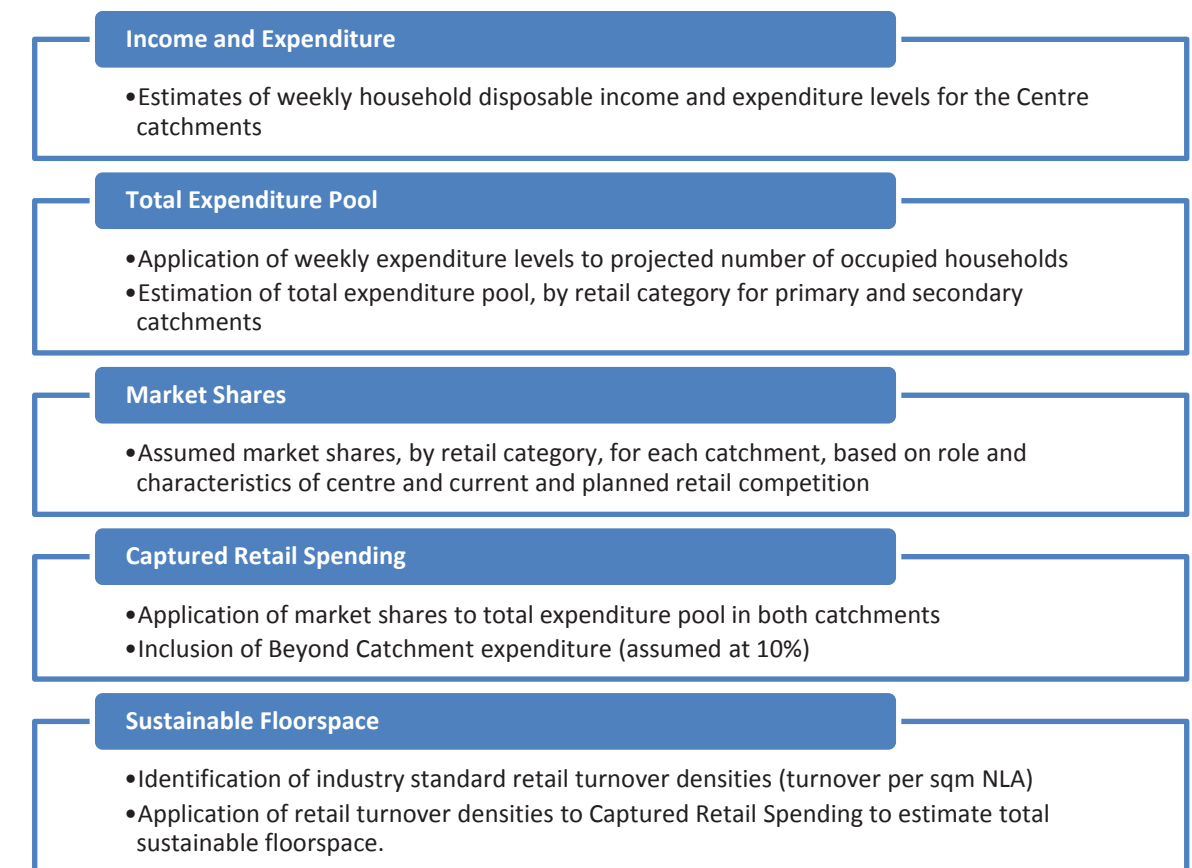 Income and Expenditure
•Estimates of weekly household disposable income and expenditure levels for the Centre
catchments
Total Expenditure Pool
•Application of weekly expenditure levels to projected number of occupied households
•Estimation of total expenditure pool, by retail category for primary and secondary
catchments
Market Shares
•Assumed market shares, by retail category, for each catchment, based on role and
characteristics of centre and current and planned retail competition
Captured Retail Spending
•Application of market shares to total expenditure pool in both catchments
•Inclusion of Beyond Catchment expenditure (assumed at 10%)
Sustainable Floorspace
•Identification of industry standard retail turnover densities (turnover per sqm NLA)
•Application of retail turnover densities to Captured Retail Spending to estimate total
sustainable floorspace.